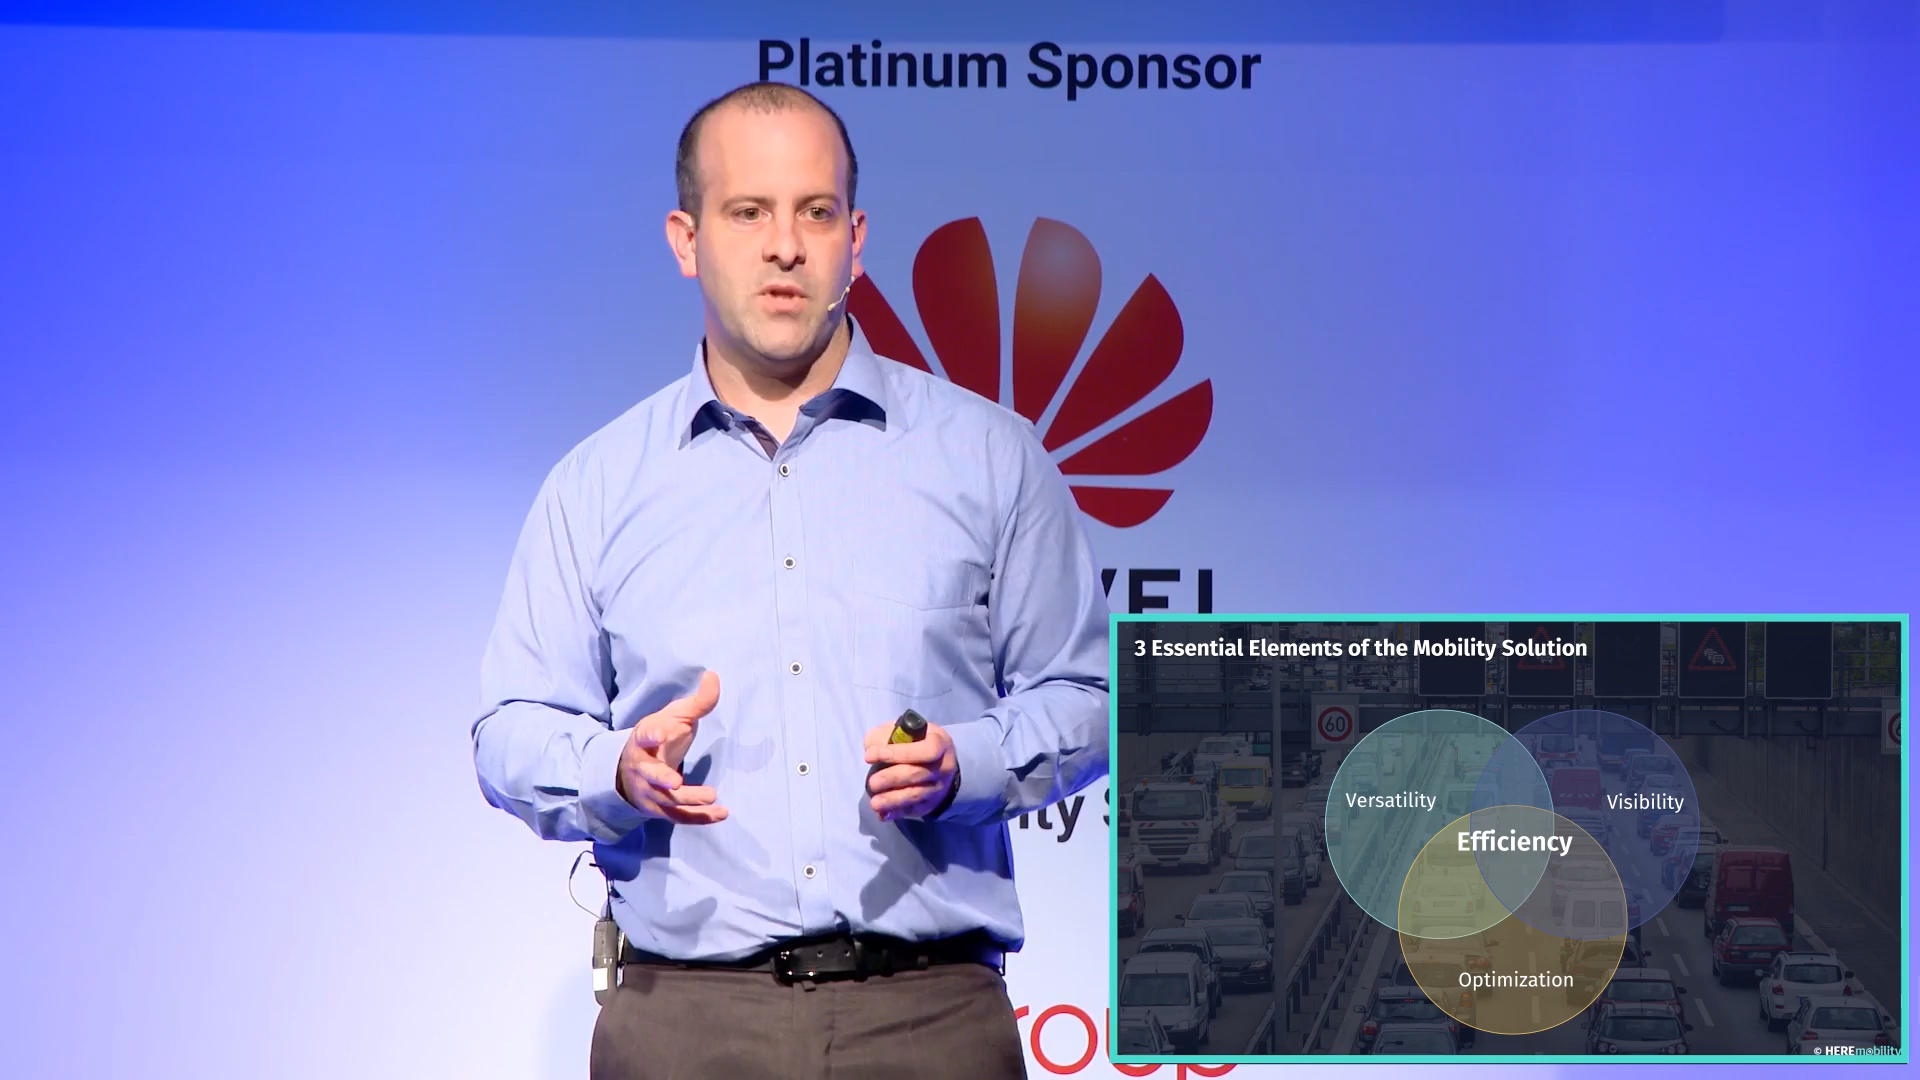 Platinum Sponsor
3 Essential Elements of the Mobility Solution
60
Versatility
Visibility
Efficiency
Optimization
© HEREmobility